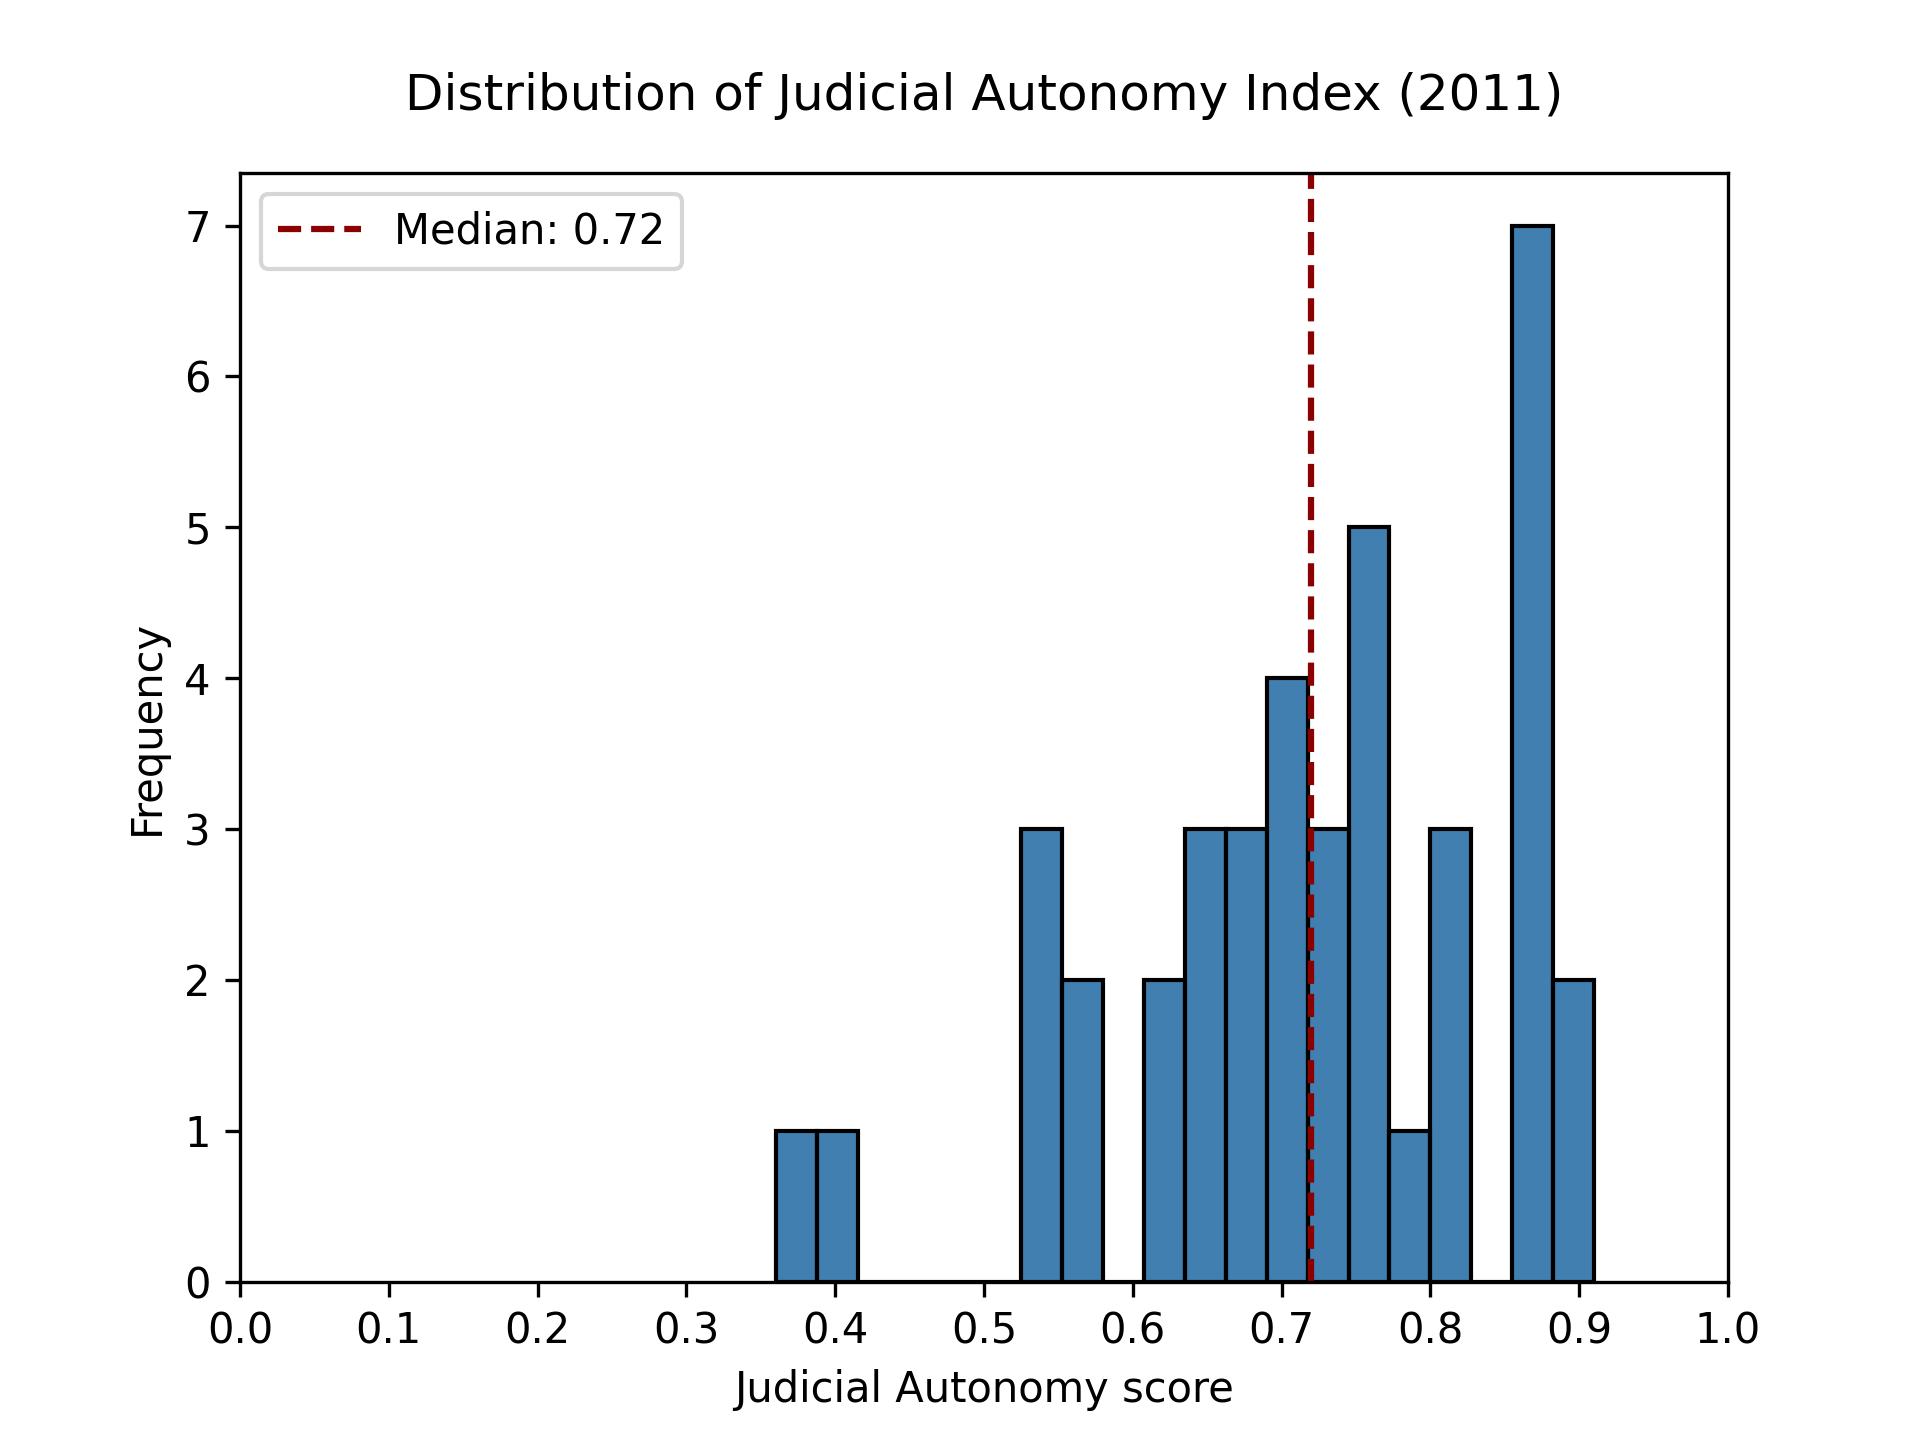 Distribution of Judicial Autonomy Index (2011)
Median: 0.72
7
6
5
4
3
2
1
0
Frequency
0.0 0.1 0.2 0.3 0.4 0.5 0.6 0.7 0.8 0.9 1.0
Judicial Autonomy score